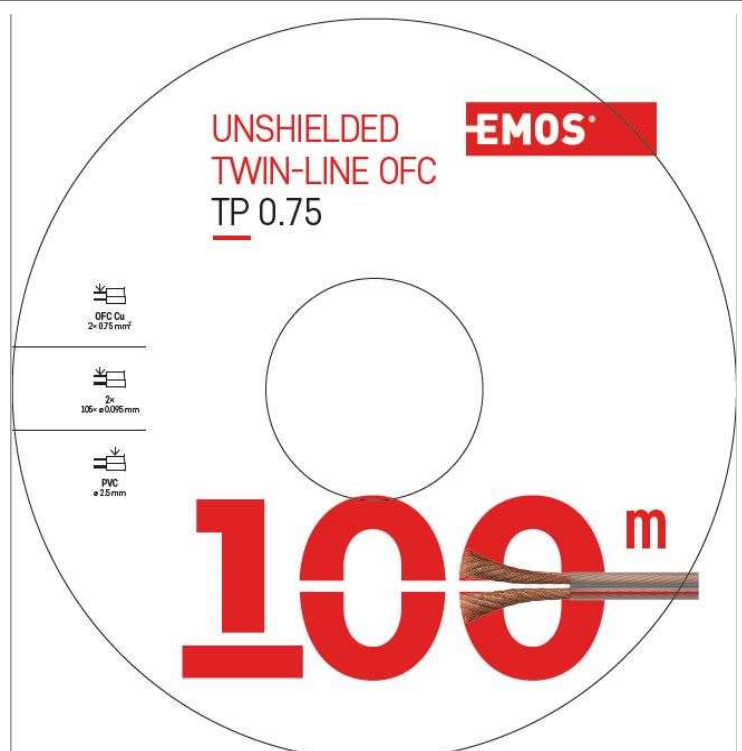 UNSHIELDED
TWIN-LINE OFC
TP 0.75
EMOS®
OFC Cu
2× 0.75 mm²
2×
105× ø 0.095 mm
PVC
ø 2.5 mm
100 m